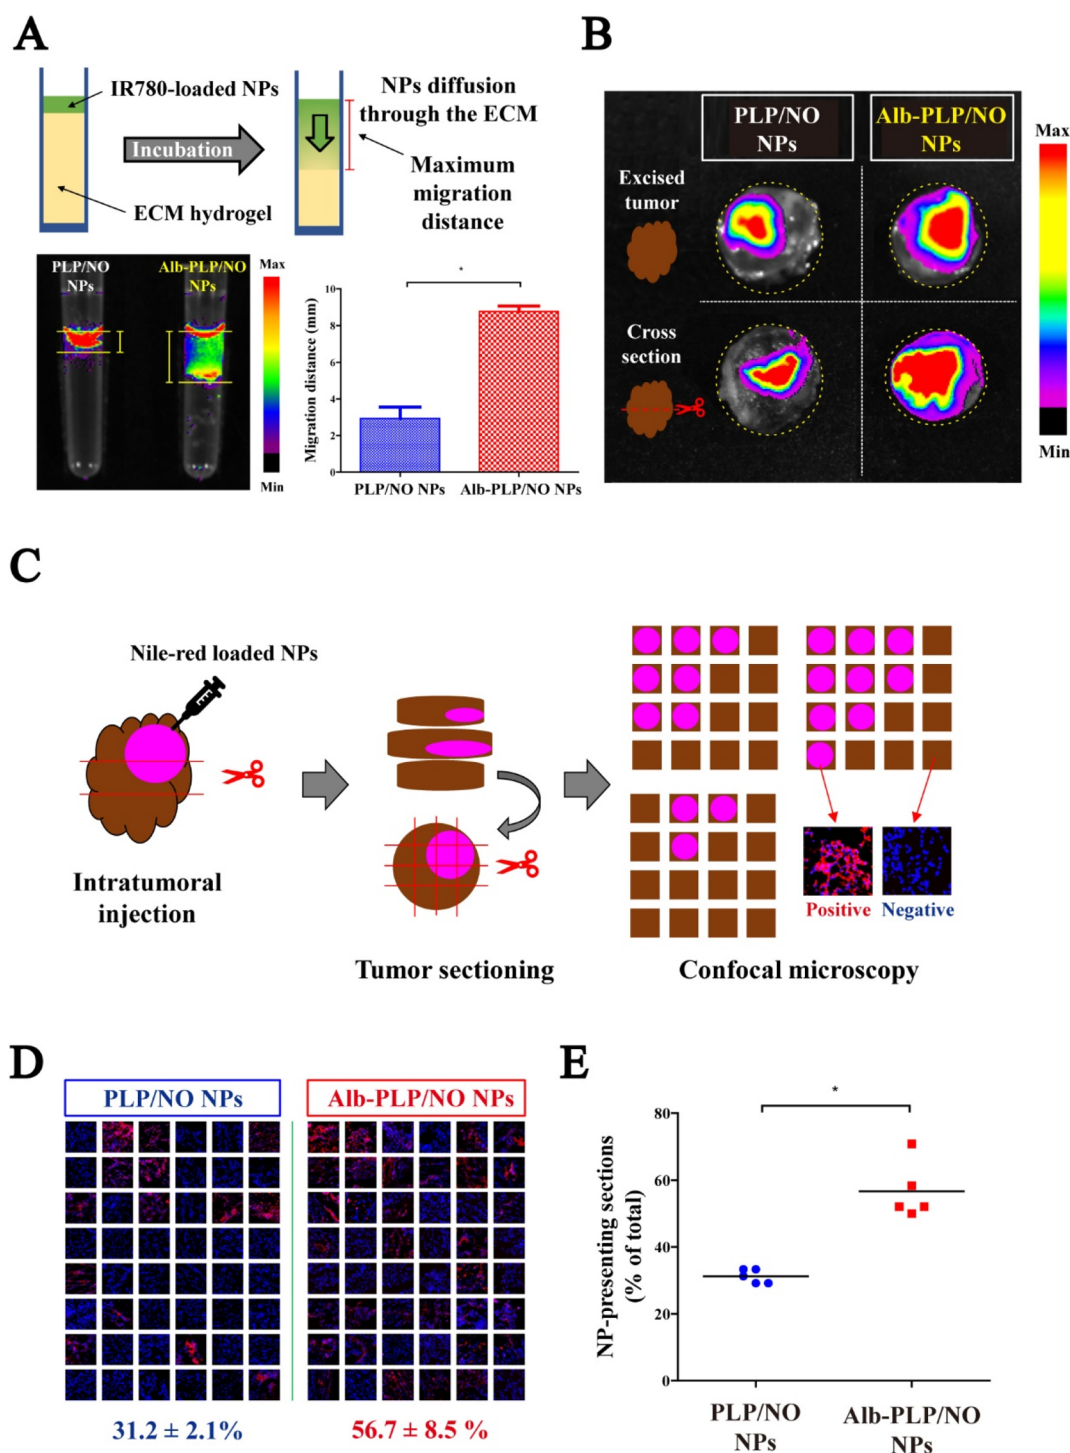 A
IR780-loaded NPs
Incubation
ECM hydrogel
NPs diffusion
through the ECM
Maximum
migration
distance
PLP/NO
NPs
Alb-PLP/NO
NPs
Max
Min
*
Migration distance (mm)
10
8
6
4
2
0
PLP/NO NPs
Alb-PLP/NO NPs
B
PLP/NO
NPs
Alb-PLP/NO
NPs
Excised
tumor
Cross
section
Max
Min
C
Nile-red loaded NPs
Intratumoral
injection
Tumor sectioning
Positive
Negative
Confocal microscopy
D
PLP/NO NPs
Alb-PLP/NO NPs
31.2 ± 2.1%
56.7 ± 8.5 %
E
*
NP-presenting sections
(% of total)
80
60
40
20
0
PLP/NO
NPs
Alb-PLP/NO
NPs